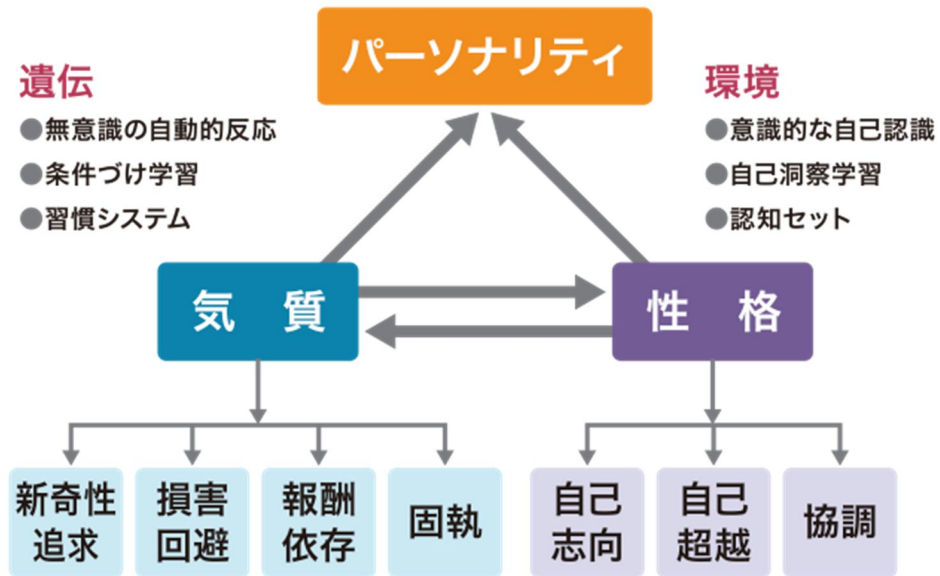 パーソナリティ
遺伝
●無意識の自動的反応
●条件づけ学習
●習慣システム
環境
●意識的な自己認識
●自己洞察学習
●認知セット
気 質
性 格
新奇性
追求
損害
回避
報酬
依存
固執
自己
志向
自己
超越
協調